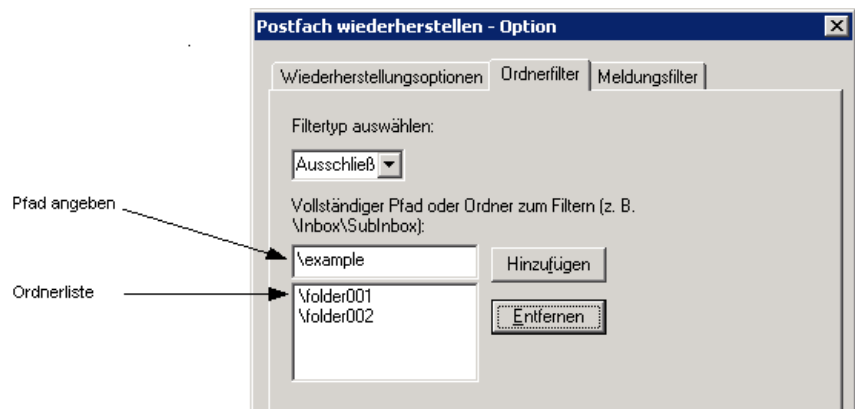 Postfach wiederherstellen - Option
Wiederherstellungsoptionen Ordnerfilter Meldungsfilter
Filtertyp auswählen:
Ausschließ
Pfad angeben
Vollständiger Pfad oder Ordner zum Filtern (z. B.
\Inbox\SubInbox):
\example
Hinzufügen
Ordnerliste
\folder001
\folder002
Entfernen